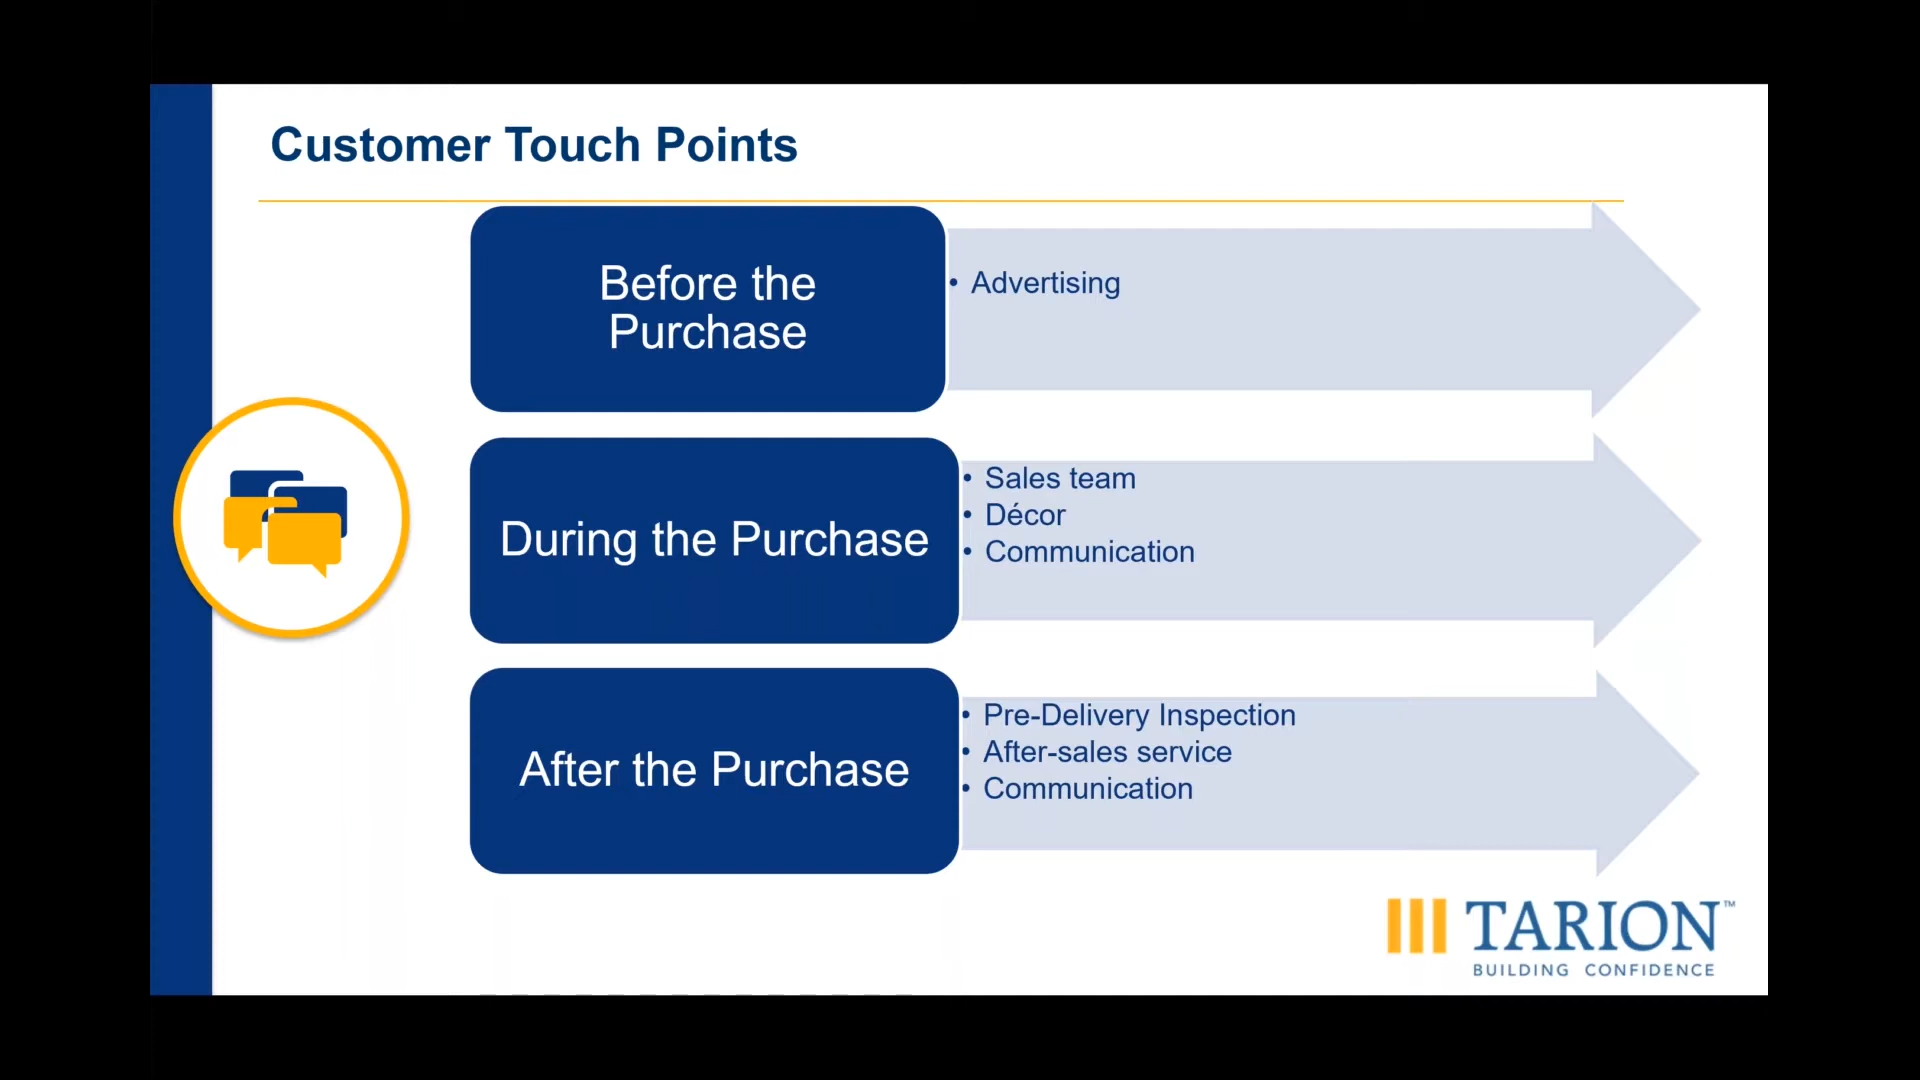 Customer Touch Points
Before the
Purchase
• Advertising
During the Purchase
• Sales team
• Décor
• Communication
After the Purchase
• Pre-Delivery Inspection
• After-sales service
• Communication
TARION™
BUILDING CONFIDENCE